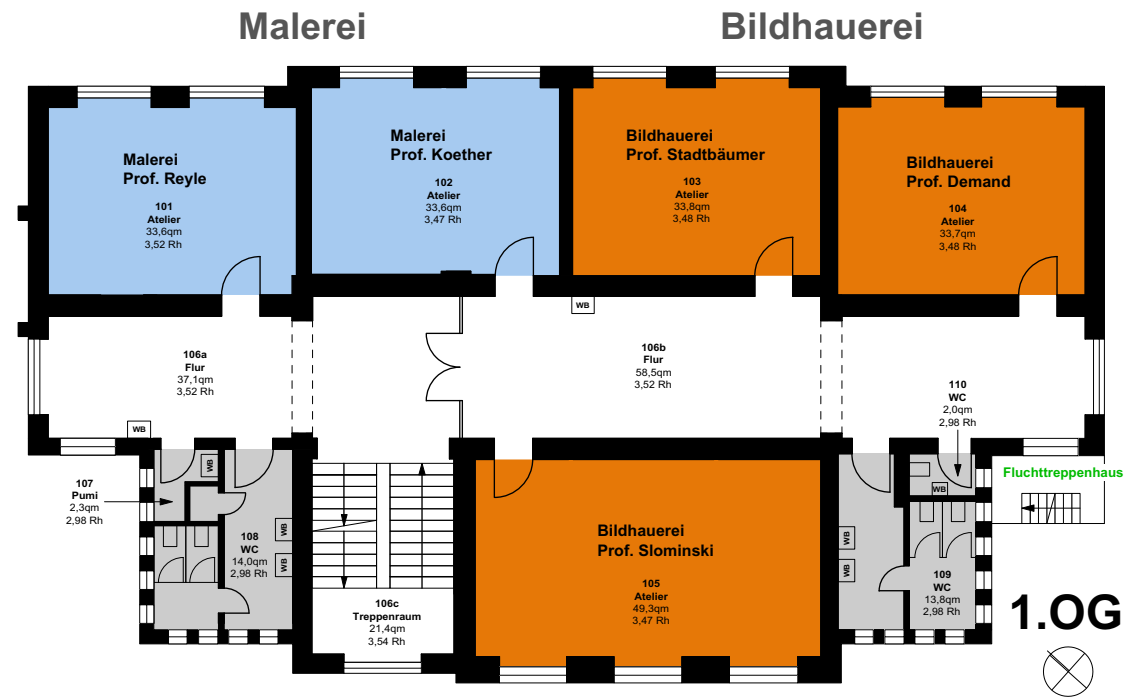 Malerei
Bildhauerei
Malerei
Prof. Reyle
101
Atelier
33,6qm
3,52 Rh
Malerei
Prof. Koether
102
Atelier
33,6qm
3,47 Rh
Bildhauerei
Prof. Stadtbäumer
103
Atelier
33,8qm
3,48 Rh
Bildhauerei
Prof. Demand
104
Atelier
33,7qm
3,48 Rh
WB
106a
Flur
37,1qm
3,52 Rh
106b
Flur
58,5qm
3,52 Rh
110
WC
2,0qm
2,98 Rh
WB
WB
107
Pumi
2,3qm
2,98 Rh
108
WC
14,0qm
2,98 Rh
WB
WB
106c
Treppenraum
21,4qm
3,54 Rh
Bildhauerei
Prof. Slominski
105
Atelier
49,3qm
3,47 Rh
WB
WB
WB
109
WC
13,8qm
2,98 Rh
Fluchttreppenhaus
1.OG